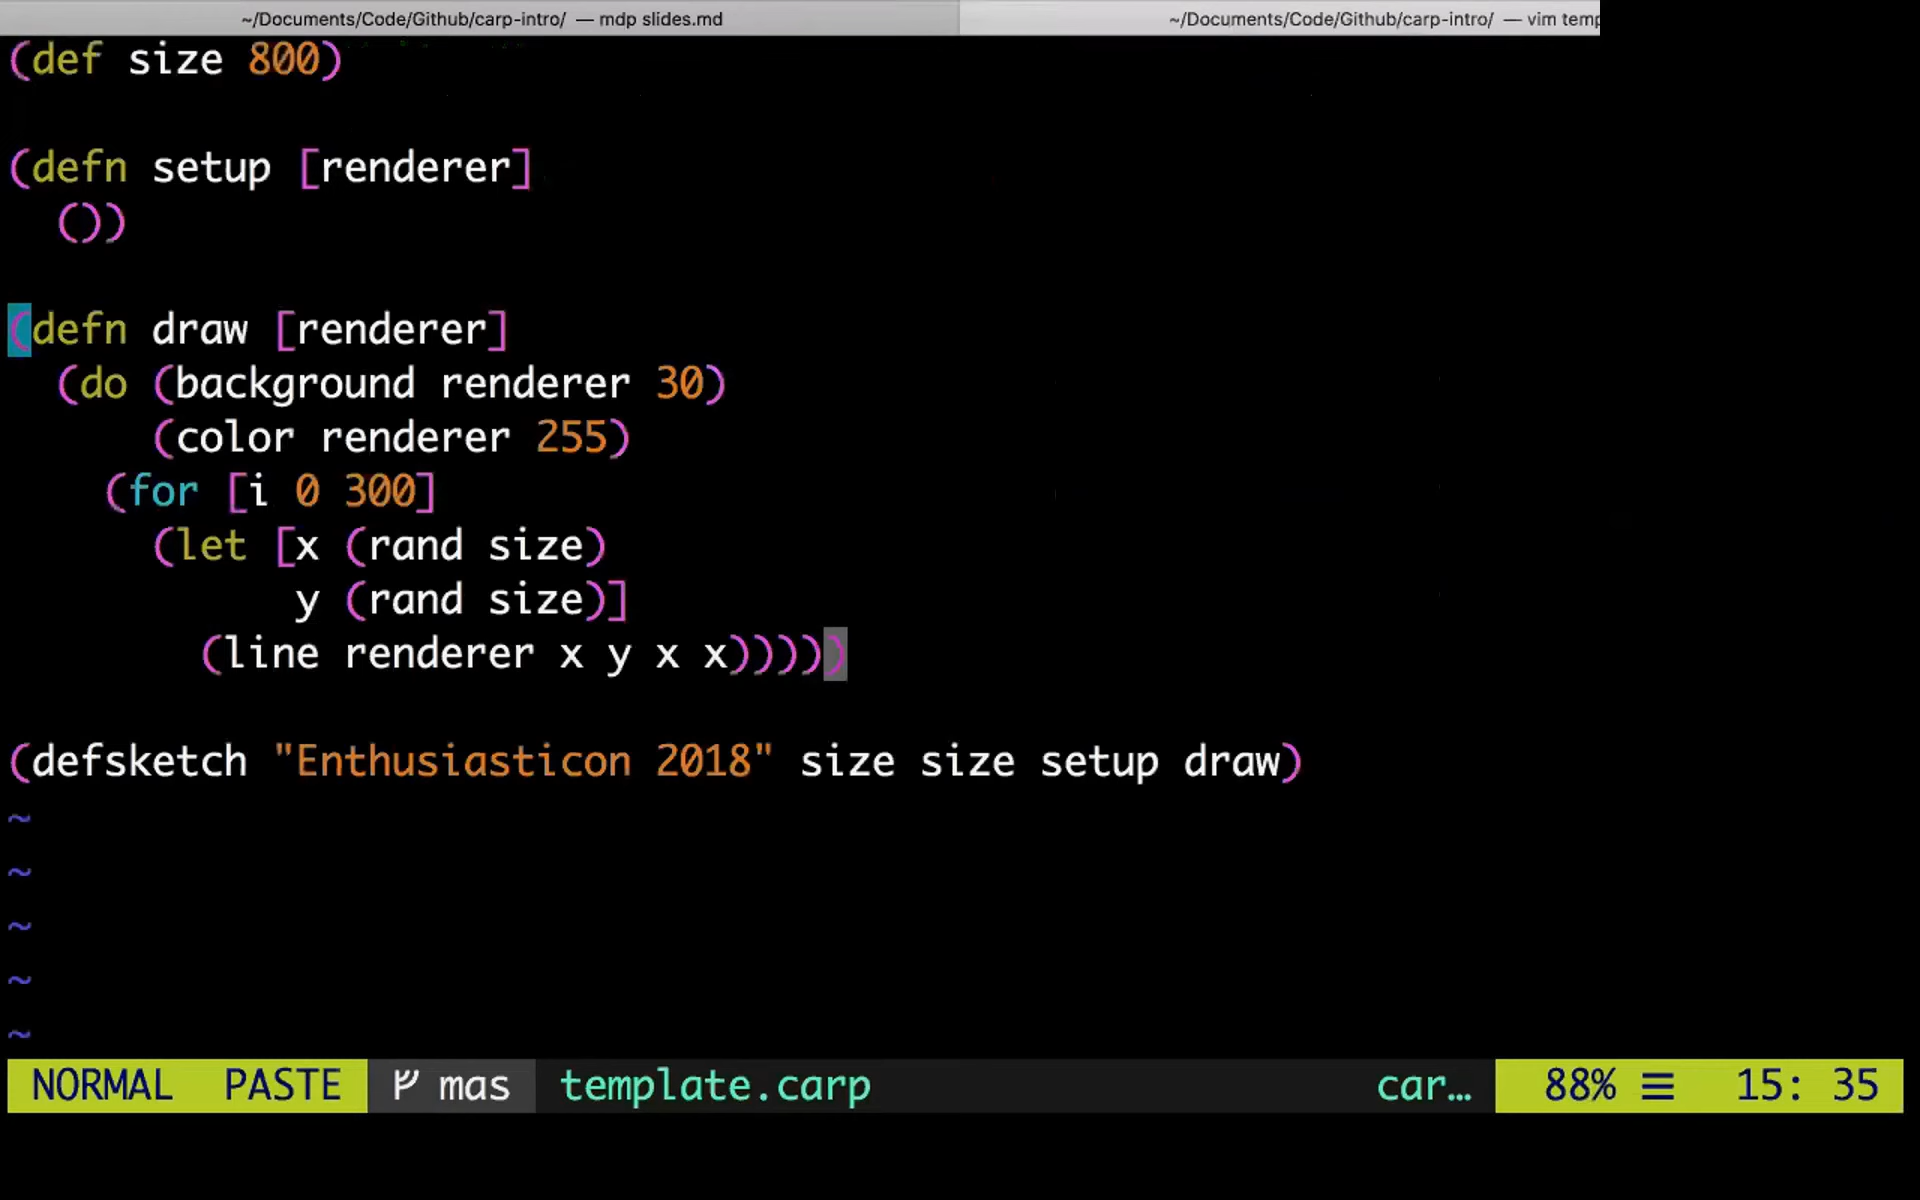 ~/Documents/Code/Github/carp-intro/ — mdp slides.md
~/Documents/Code/Github/carp-intro/ — vim temp
(def size 800)
(defn setup [renderer]
  ())
(defn draw [renderer]
  (do (background renderer 30)
      (color renderer 255)
    (for [i 0 300]
      (let [x (rand size)
            y (rand size)]
        (line renderer x y x x)))))
(defsketch "Enthusiasticon 2018" size size setup draw)
~
~
~
~
~
NORMAL PASTE mas template.carp car… 88% ≡ 15: 35